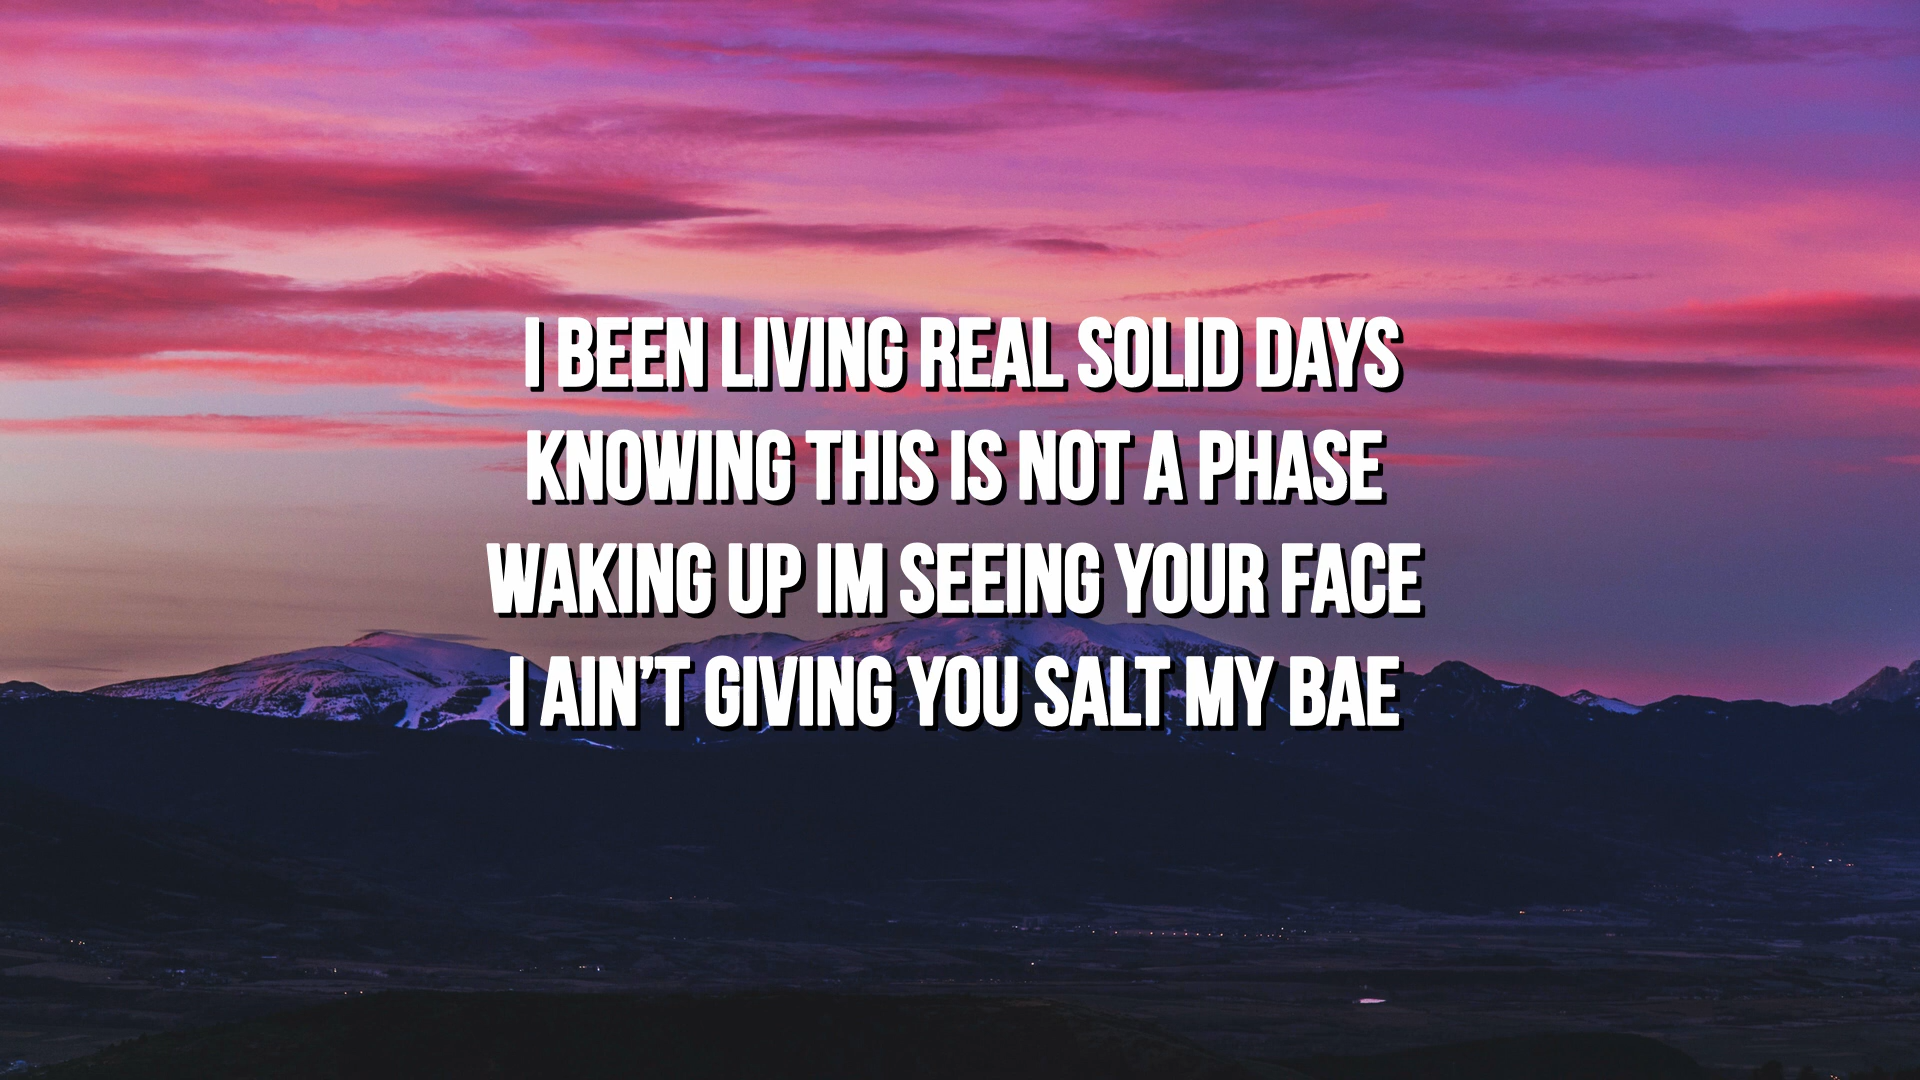 I BEEN LIVING REAL SOLID DAYS
KNOWING THIS IS NOT A PHASE
WAKING UP IM SEEING YOUR FACE
I AIN’T GIVING YOU SALT MY BAE